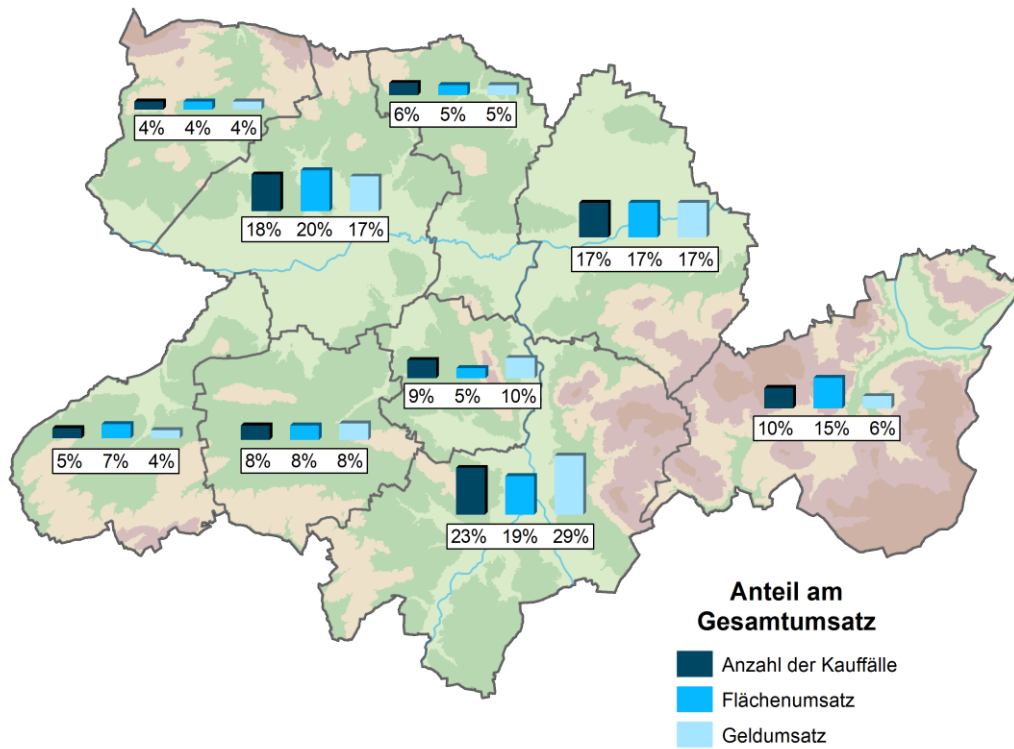 6% 5% 5%
4% 4% 4%
18% 20% 17%
17% 17% 17%
9% 5% 10%
10% 15% 6%
5% 7% 4%
8% 8% 8%
23% 19% 29%
Anteil am
Gesamtumsatz
Anzahl der Kauffälle
Flächenumsatz
Geldumsatz